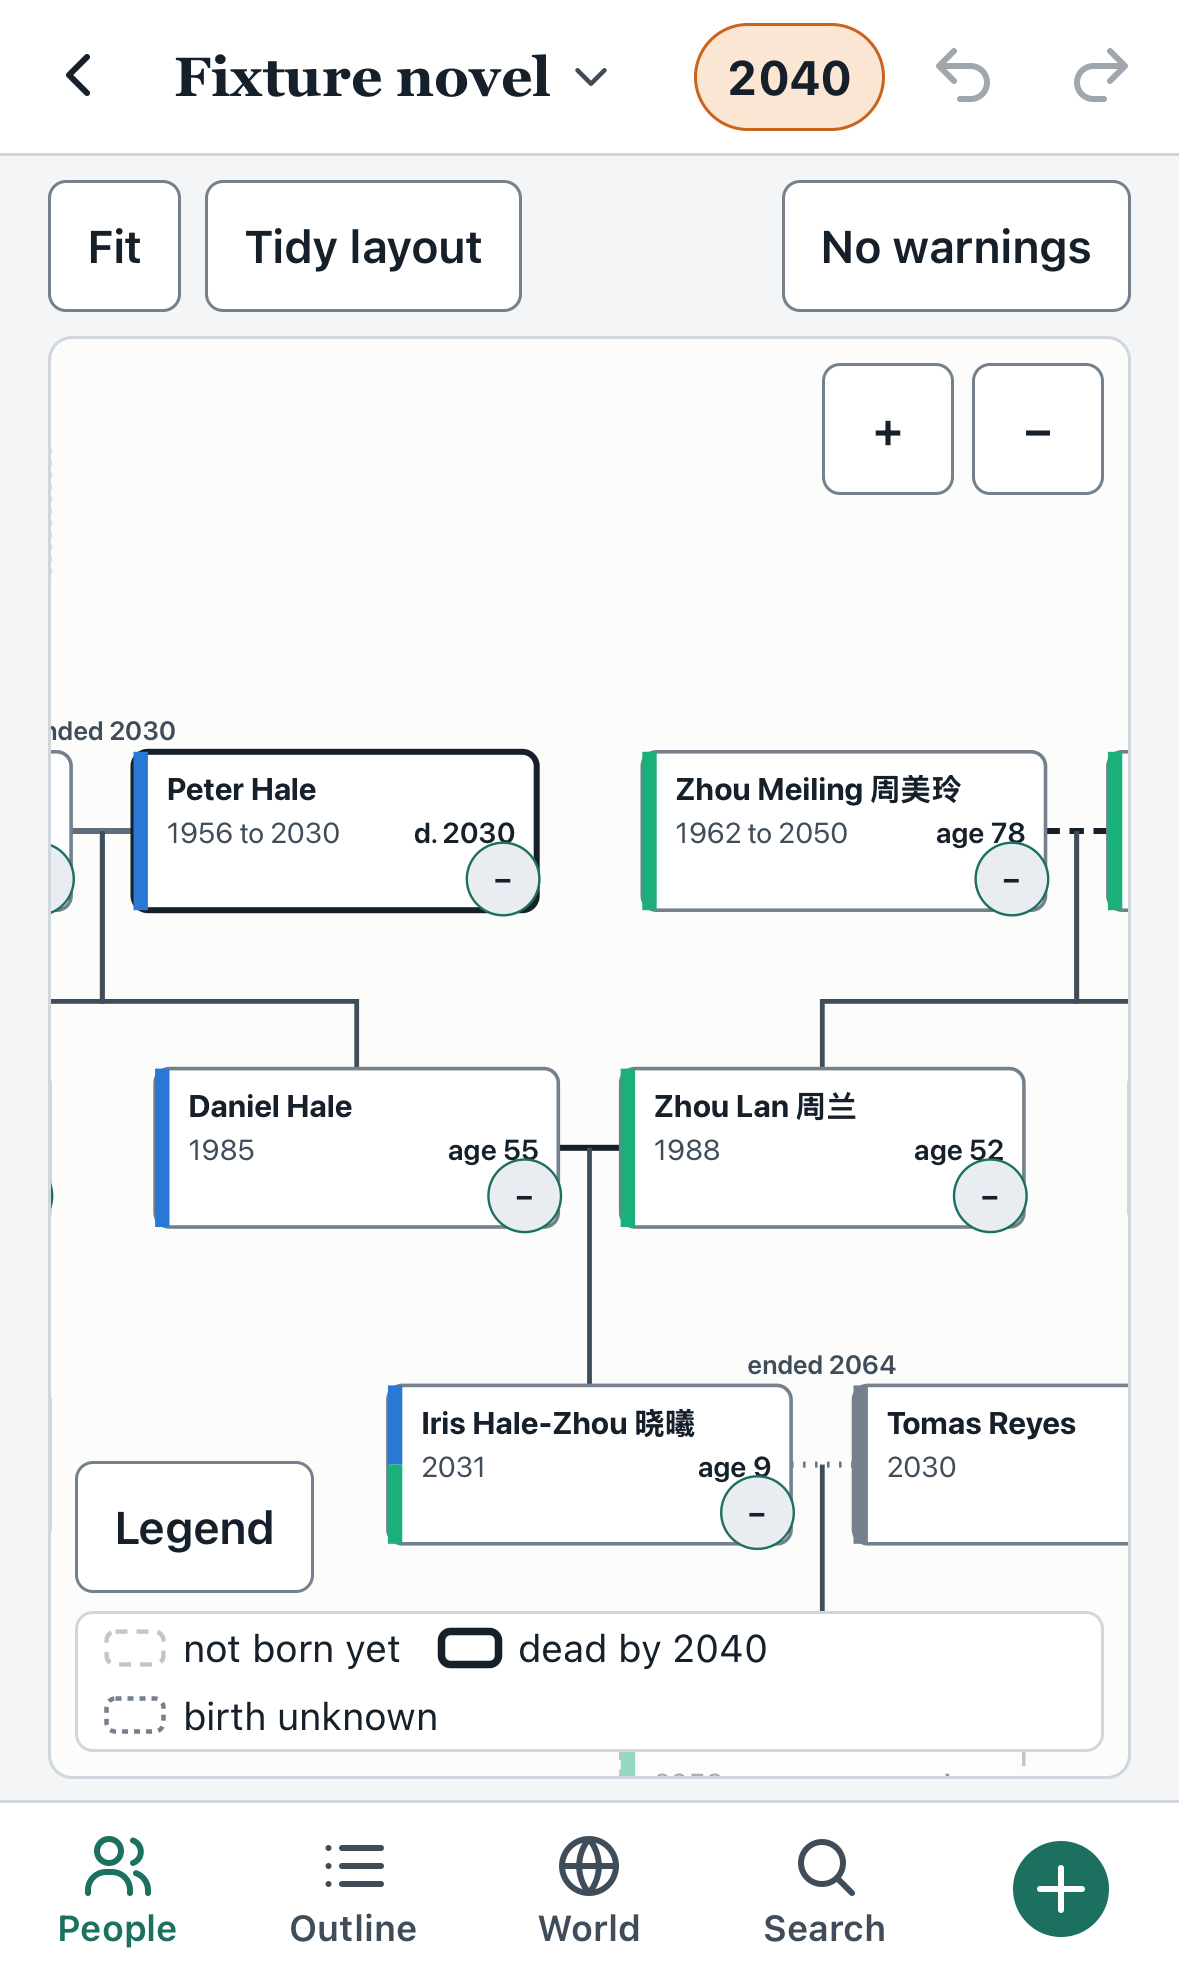 Fixture novel
2040
Fit
Tidy layout
No warnings
+
−
nded 2030
Peter Hale
1956 to 2030
d. 2030
−
Zhou Meiling 周美玲
1962 to 2050
age 78
−
Daniel Hale
1985
age 55
−
Zhou Lan 周兰
1988
age 52
−
ended 2064
Iris Hale-Zhou 晓曦
2031
age 9
−
Tomas Reyes
2030
Legend
not born yet
dead by 2040
birth unknown
People
Outline
World
Search